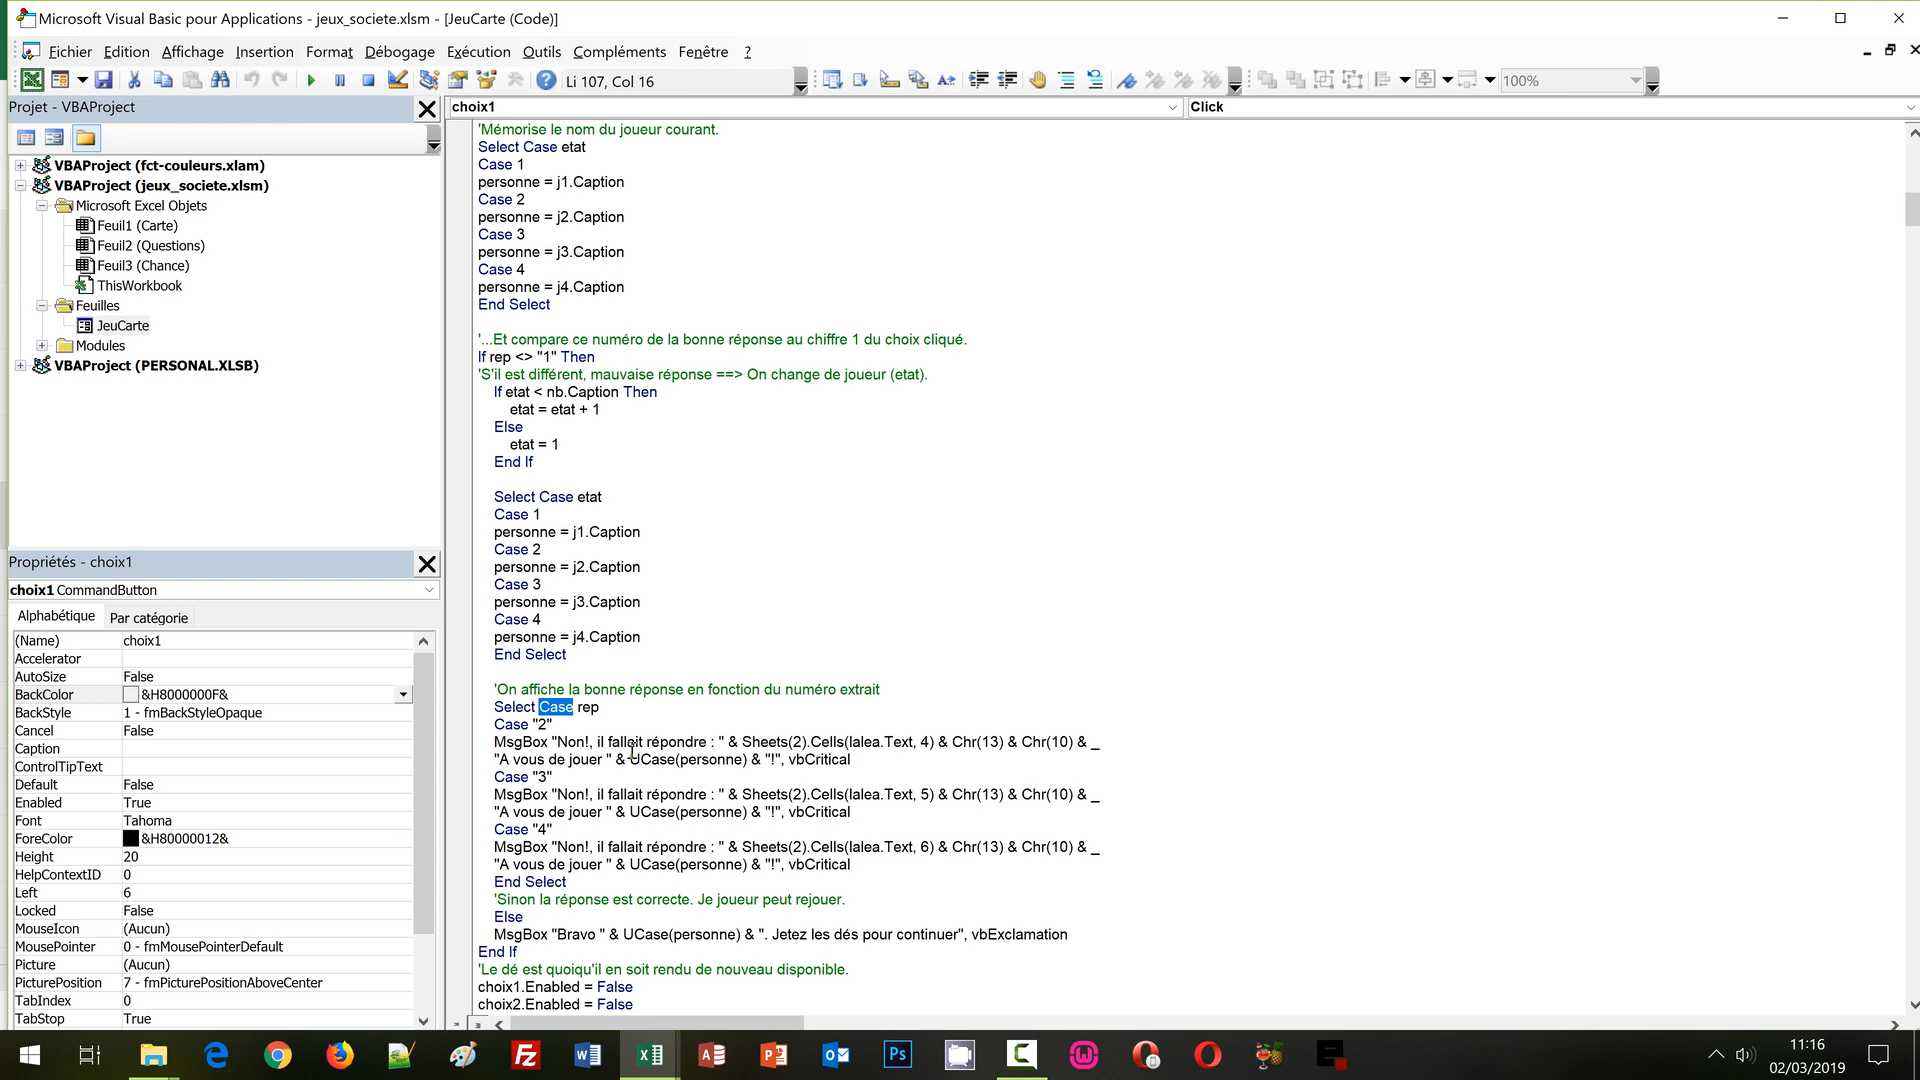 Microsoft Visual Basic pour Applications - jeux_societe.xlsm - [JeuCarte (Code)]
Fichier Edition Affichage Insertion Format Débogage Exécution Outils Compléments Fenêtre ?
Li 107, Col 16
100%
Projet - VBAProject
choix1
Click
VBAProject (fct-couleurs.xlam)
VBAProject (jeux_societe.xlsm)
Microsoft Excel Objets
Feuil1 (Carte)
Feuil2 (Questions)
Feuil3 (Chance)
ThisWorkbook
Feuilles
JeuCarte
Modules
VBAProject (PERSONAL.XLSB)
Propriétés - choix1
choix1 CommandButton
Alphabétique Par catégorie
(Name) choix1
Accelerator
AutoSize False
BackColor &H8000000F&
BackStyle 1 - fmBackStyleOpaque
Cancel False
Caption
ControlTipText
Default False
Enabled True
Font Tahoma
ForeColor &H80000012&
Height 20
HelpContextID 0
Left 6
Locked False
MouseIcon (Aucun)
MousePointer 0 - fmMousePointerDefault
Picture (Aucun)
PicturePosition 7 - fmPicturePositionAboveCenter
TabIndex 0
TabStop True
'Mémorise le nom du joueur courant.
Select Case etat
Case 1
personne = j1.Caption
Case 2
personne = j2.Caption
Case 3
personne = j3.Caption
Case 4
personne = j4.Caption
End Select
'...Et compare ce numéro de la bonne réponse au chiffre 1 du choix cliqué.
If rep <> "1" Then
'S'il est différent, mauvaise réponse ==> On change de joueur (etat).
If etat < nb.Caption Then
etat = etat + 1
Else
etat = 1
End If
Select Case etat
Case 1
personne = j1.Caption
Case 2
personne = j2.Caption
Case 3
personne = j3.Caption
Case 4
personne = j4.Caption
End Select
'On affiche la bonne réponse en fonction du numéro extrait
Select Case rep
Case "2"
MsgBox "Non!, il fallait répondre : " & Sheets(2).Cells(lalea.Text, 4) & Chr(13) & Chr(10) & _
"A vous de jouer " & UCase(personne) & "!", vbCritical
Case "3"
MsgBox "Non!, il fallait répondre : " & Sheets(2).Cells(lalea.Text, 5) & Chr(13) & Chr(10) & _
"A vous de jouer " & UCase(personne) & "!", vbCritical
Case "4"
MsgBox "Non!, il fallait répondre : " & Sheets(2).Cells(lalea.Text, 6) & Chr(13) & Chr(10) & _
"A vous de jouer " & UCase(personne) & "!", vbCritical
End Select
'Sinon la réponse est correcte. Je joueur peut rejouer.
Else
MsgBox "Bravo " & UCase(personne) & ". Jetez les dés pour continuer", vbExclamation
End If
'Le dé est quoiqu'il en soit rendu de nouveau disponible.
choix1.Enabled = False
choix2.Enabled = False
11:16
02/03/2019